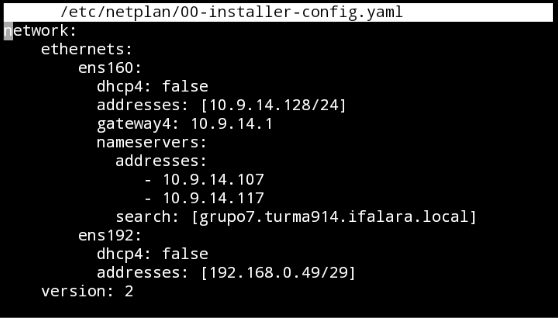 /etc/netplan/00-installer-config.yaml
network:
    ethernets:
        ens160:
          dhcp4: false
          addresses: [10.9.14.128/24]
          gateway4: 10.9.14.1
          nameservers:
            addresses:
               - 10.9.14.107
               - 10.9.14.117
            search: [grupo7.turma914.ifalara.local]
        ens192:
          dhcp4: false
          addresses: [192.168.0.49/29]
    version: 2